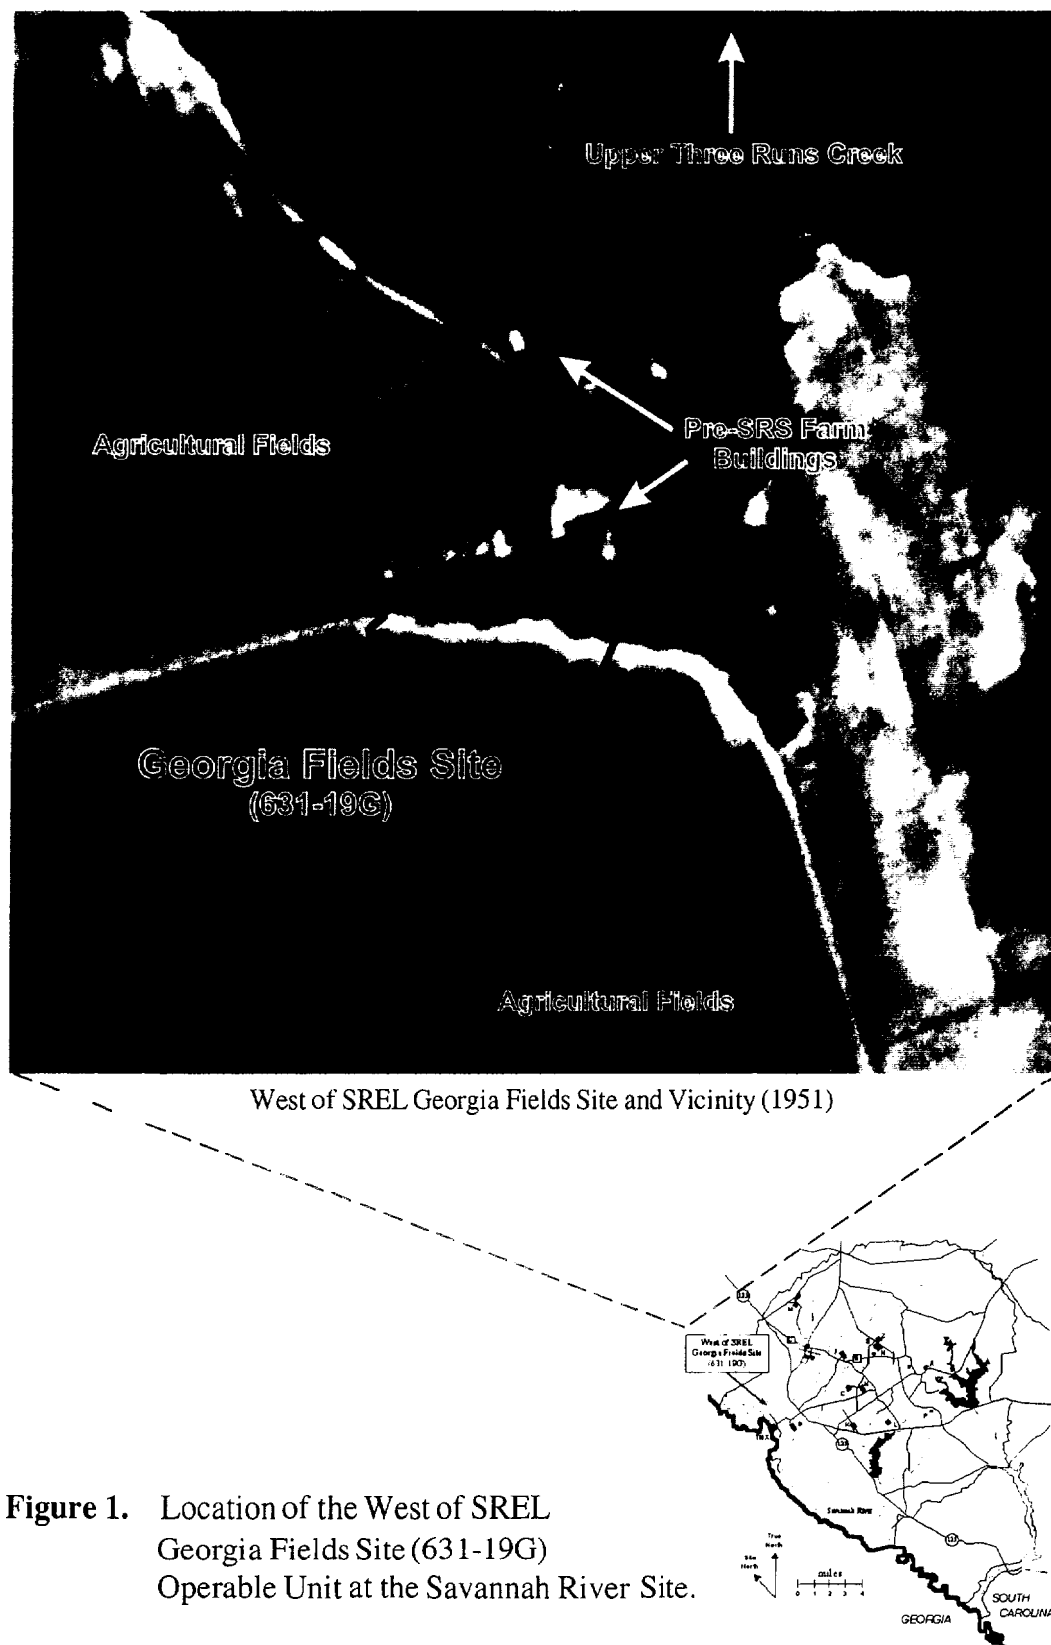 Upper Three Runs Creek
Agricultural Fields
Pre-SRS Farm
Buildings
Georgia Fields Site
(631-19G)
Agricultural Fields
West of SREL Georgia Fields Site and Vicinity (1951)
West of SREL
Georgia Fields Site
(631-19G)
125
125
125
Savannah River
True
North
Site
North
miles
0 1 2 3 4
SOUTH
CAROLINA
GEORGIA
Figure 1. Location of the West of SREL
Georgia Fields Site (631-19G)
Operable Unit at the Savannah River Site.